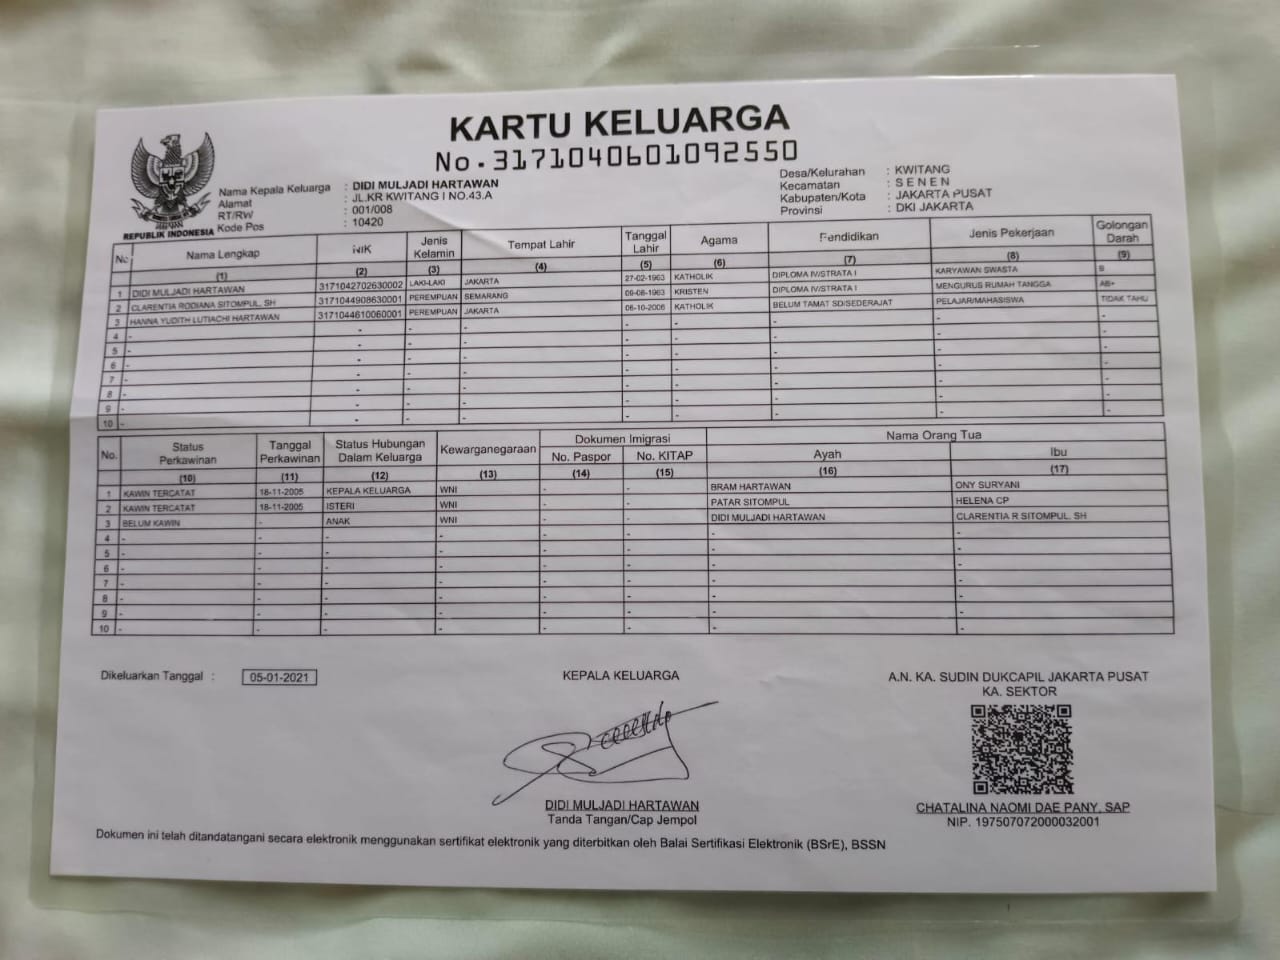 KARTU KELUARGA
No. 3171040601092550
REPUBLIK INDONESIA
Nama Kepala Keluarga : DIDI MULJADI HARTAWAN
Alamat : JL.KR KWITANG I NO.43.A
RT/RW : 001/008
Kode Pos : 10420
Desa/Kelurahan : KWITANG
Kecamatan : S E N E N
Kabupaten/Kota : JAKARTA PUSAT
Provinsi : DKI JAKARTA
No Nama Lengkap NIK Jenis Kelamin Tempat Lahir Tanggal Lahir Agama Pendidikan Jenis Pekerjaan Golongan Darah
(1) (2) (3) (4) (5) (6) (7) (8) (9)
1 DIDI MULJADI HARTAWAN 3171042702630002 LAKI-LAKI JAKARTA 27-02-1963 KATHOLIK DIPLOMA IV/STRATA I KARYAWAN SWASTA B
2 CLARENTIA RODIANA SITOMPUL, SH 3171044908630001 PEREMPUAN SEMARANG 09-08-1963 KRISTEN DIPLOMA IV/STRATA I MENGURUS RUMAH TANGGA AB+
3 HANNA YUDITH LUTIACHI HARTAWAN 3171044610060001 PEREMPUAN JAKARTA 06-10-2006 KATHOLIK BELUM TAMAT SD/SEDERAJAT PELAJAR/MAHASISWA TIDAK TAHU
4 - - - - - - - - -
5 - - - - - - - - -
6 - - - - - - - - -
7 - - - - - - - - -
8 - - - - - - - - -
9 - - - - - - - - -
10 - - - - - - - - -
No. Status Perkawinan Tanggal Perkawinan Status Hubungan Dalam Keluarga Kewarganegaraan Dokumen Imigrasi Nama Orang Tua
No. Paspor No. KITAP Ayah Ibu
(10) (11) (12) (13) (14) (15) (16) (17)
1 KAWIN TERCATAT 18-11-2005 KEPALA KELUARGA WNI - - BRAM HARTAWAN ONY SURYANI
2 KAWIN TERCATAT 18-11-2005 ISTERI WNI - - PATAR SITOMPUL HELENA CP
3 BELUM KAWIN - ANAK WNI - - DIDI MULJADI HARTAWAN CLARENTIA R SITOMPUL, SH
4 - - - - - - - -
5 - - - - - - - -
6 - - - - - - - -
7 - - - - - - - -
8 - - - - - - - -
9 - - - - - - - -
10 - - - - - - - -
Dikeluarkan Tanggal : 05-01-2021
KEPALA KELUARGA
DIDI MULJADI HARTAWAN
Tanda Tangan/Cap Jempol
A.N. KA. SUDIN DUKCAPIL JAKARTA PUSAT
KA. SEKTOR
CHATALINA NAOMI DAE PANY, SAP
NIP. 197507072000032001
Dokumen ini telah ditandatangani secara elektronik menggunakan sertifikat elektronik yang diterbitkan oleh Balai Sertifikasi Elektronik (BSrE), BSSN